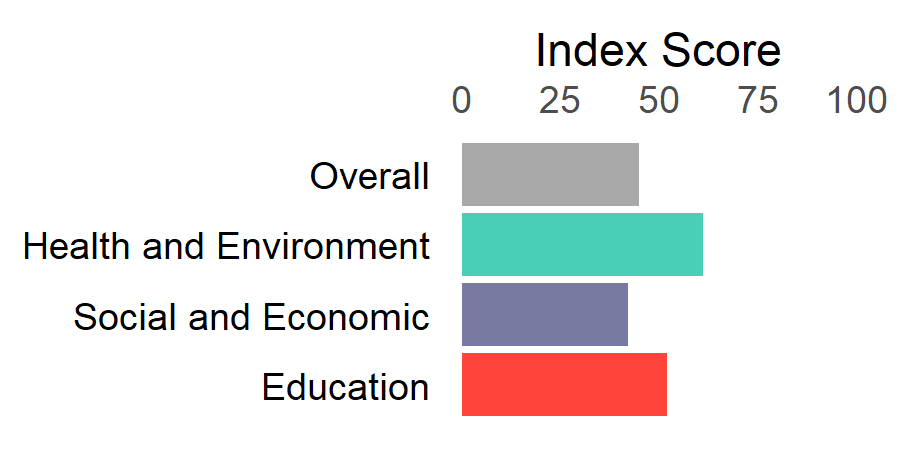 Index Score
0 25 50 75 100
Overall
Health and Environment
Social and Economic
Education